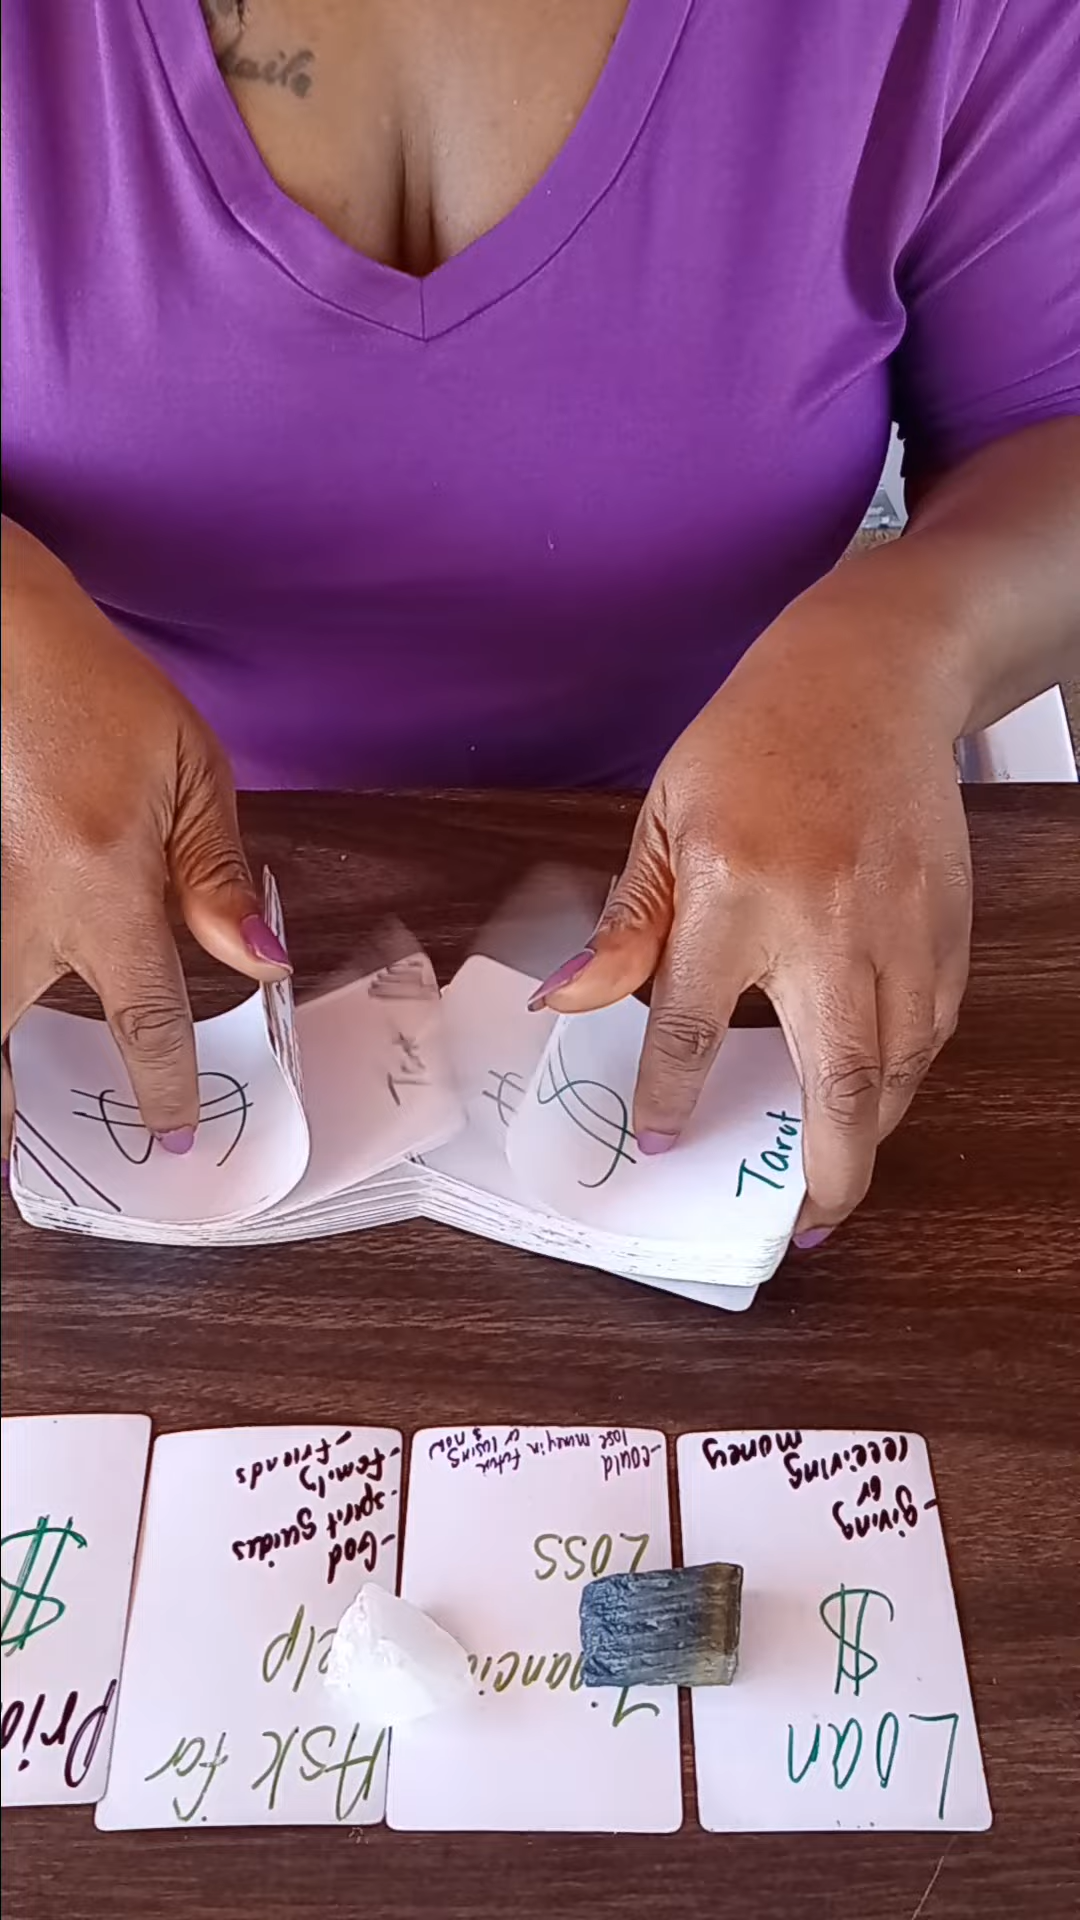 $
$
Tarot
Loan
$
-giving
or
receiving
money
Financi
Loss
-could
lose money in
future
or losing
$ now
Ask for
elp
-God
-spirit guides
-family
-friends
$